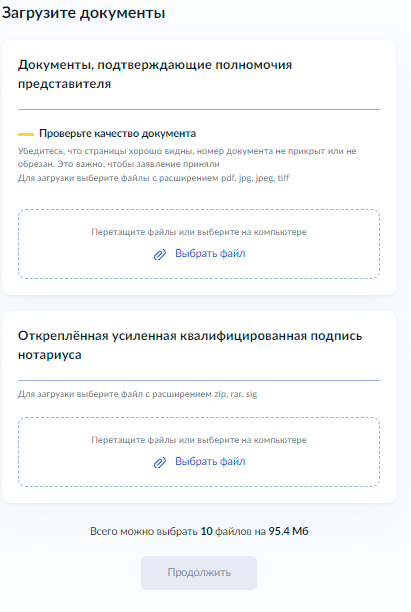 Загрузите документы
Документы, подтверждающие полномочия
представителя
Проверьте качество документа
Убедитесь, что страницы хорошо видны, номер документа не прикрыт или не
обрезан. Это важно, чтобы заявление приняли
Для загрузки выберите файлы с расширением pdf, jpg, jpeg, tiff
Перетащите файлы или выберите на компьютере
Выбрать файл
Откреплённая усиленная квалифицированная подпись
нотариуса
Для загрузки выберите файл с расширением zip, rar, sig
Перетащите файлы или выберите на компьютере
Выбрать файл
Всего можно выбрать 10 файлов на 95.4 Мб
Продолжить